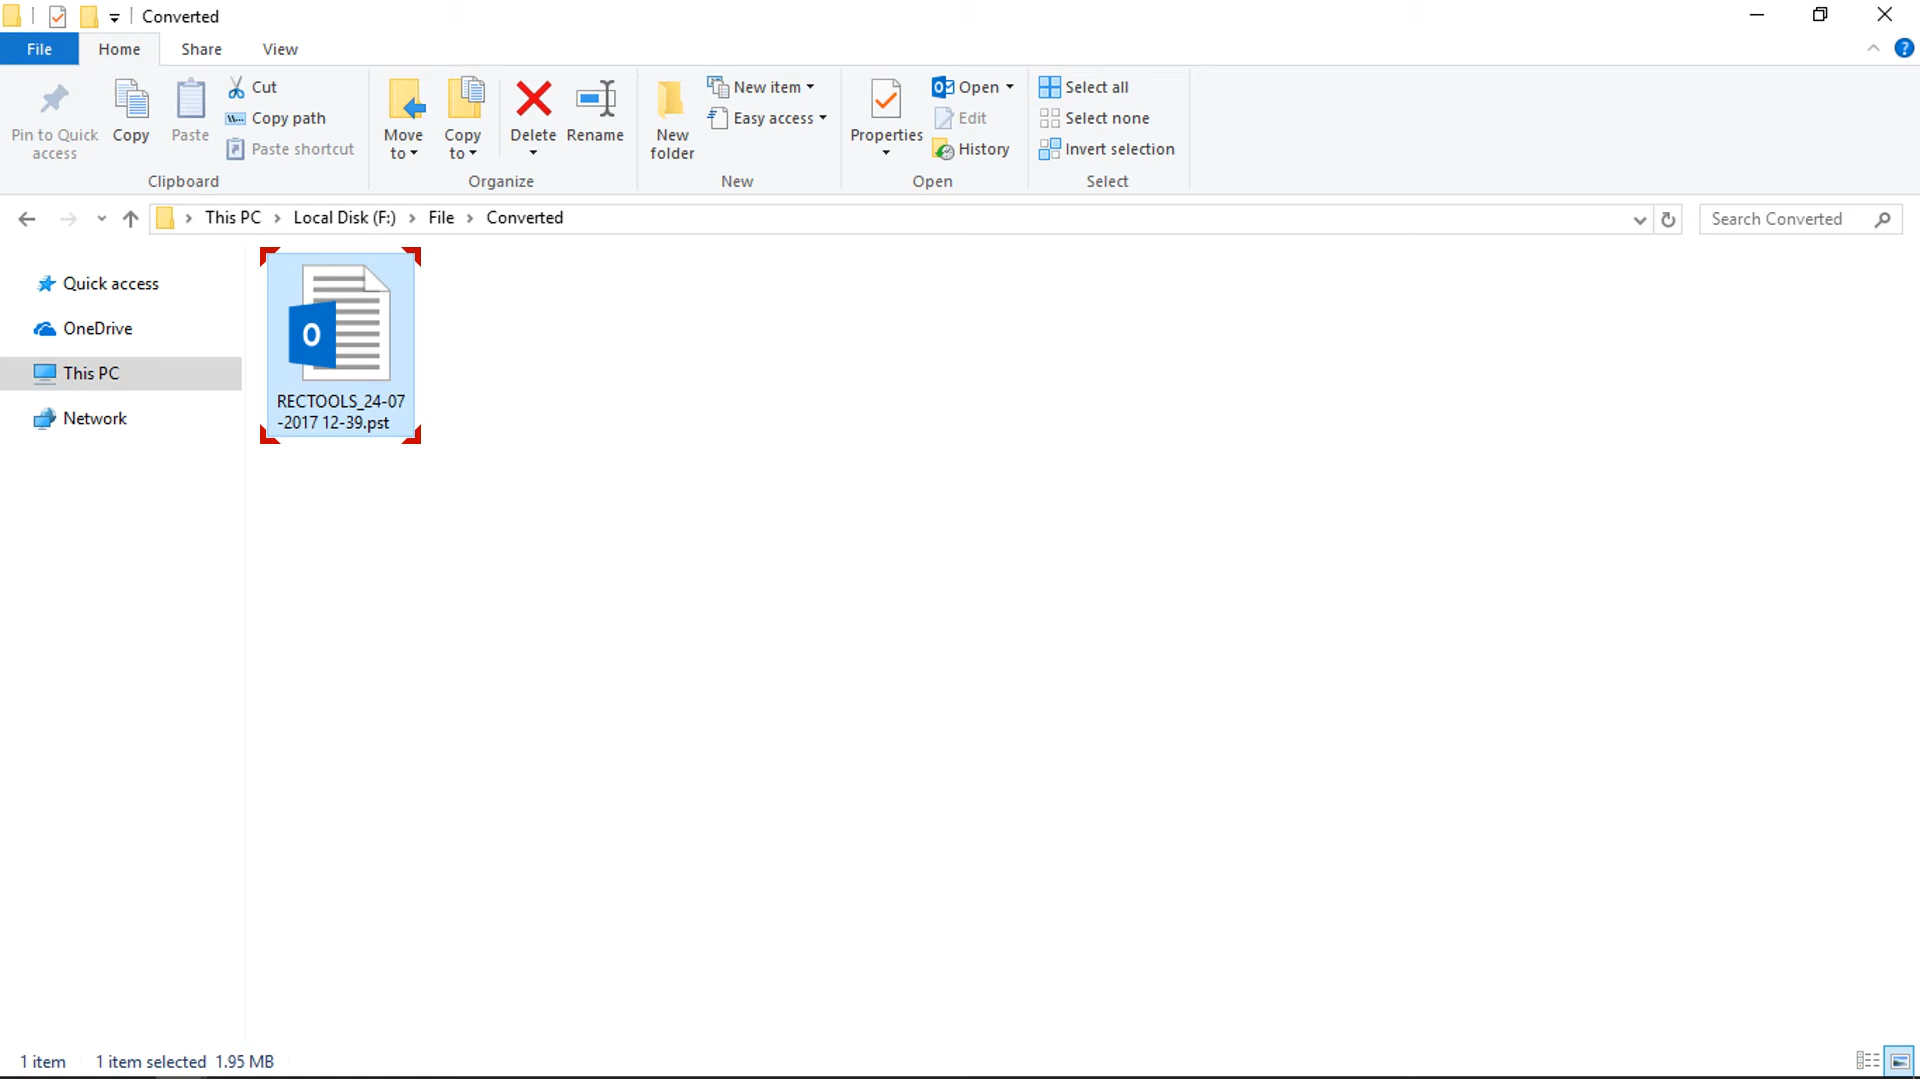 Converted
File Home Share View
Pin to Quick access
Copy
Paste
Cut
Copy path
Paste shortcut
Clipboard
Move to
Copy to
Delete
Rename
Organize
New folder
New item
Easy access
New
Properties
Open
Edit
History
Open
Select all
Select none
Invert selection
Select
This PC > Local Disk (F:) > File > Converted
Search Converted
Quick access
OneDrive
This PC
Network
RECTOOLS_24-07
-2017 12-39.pst
1 item 1 item selected 1.95 MB